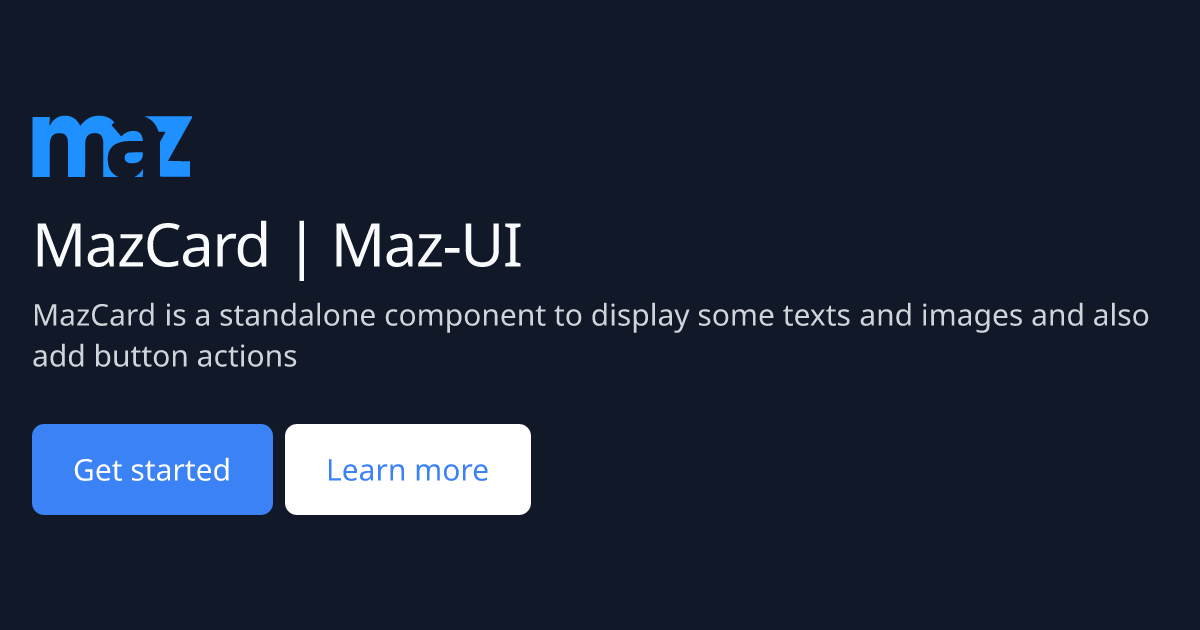 maz
MazCard | Maz-UI
MazCard is a standalone component to display some texts and images and also
add button actions
Get started
Learn more